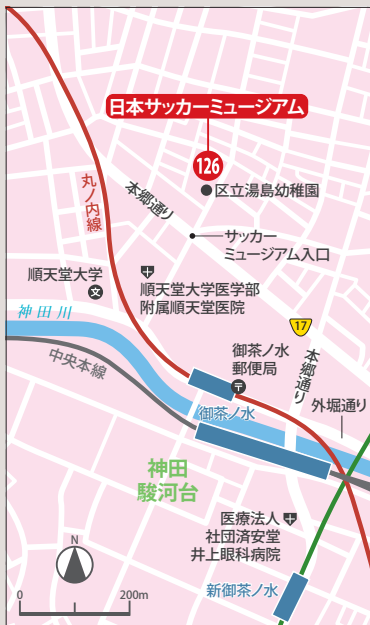 日本サッカーミュージアム
126
区立湯島幼稚園
丸ノ内線
本郷通り
サッカー
ミュージアム入口
順天堂大学
文
順天堂大学医学部
附属順天堂医院
神田川
17
中央本線
御茶ノ水
郵便局
〒
本郷通り
外堀通り
御茶ノ水
神田
駿河台
医療法人
社団済安堂
井上眼科病院
N
新御茶ノ水
0
200m